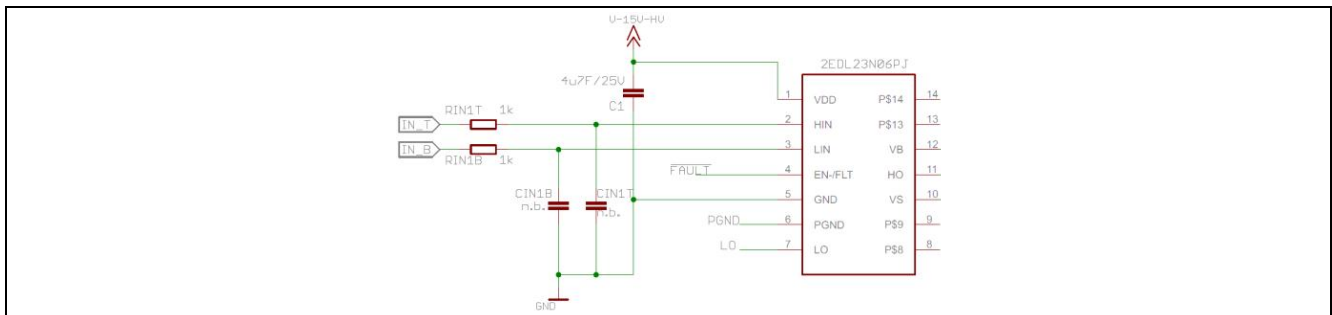 V-15V-HV
2EDL23N06PJ
4u7F/25V
C1
RIN1T 1k
IN_T
IN_B
RIN1B 1k
FAULT
CIN1B
n.b.
CIN1T
n.b.
PGND
LO
GND
1 VDD P$14 14
2 HIN P$13 13
3 LIN VB 12
4 EN-/FLT HO 11
5 GND VS 10
6 PGND P$9 9
7 LO P$8 8